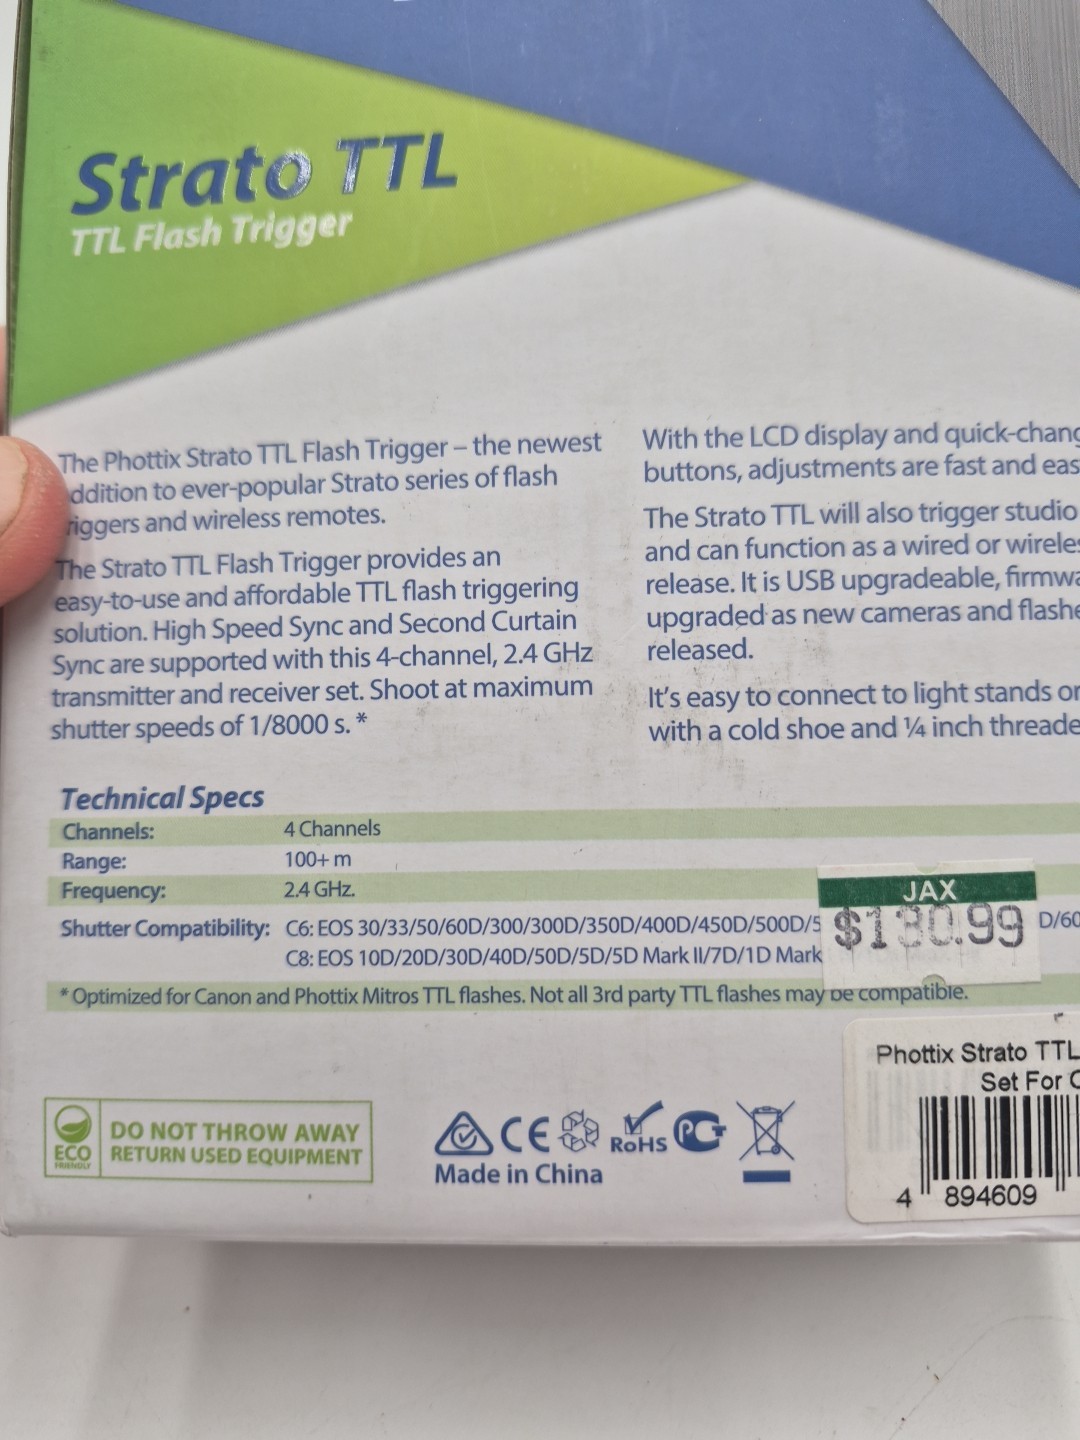 Strato TTL
TTL Flash Trigger
The Phottix Strato TTL Flash Trigger – the newest
ddition to ever-popular Strato series of flash
riggers and wireless remotes.
The Strato TTL Flash Trigger provides an
easy-to-use and affordable TTL flash triggering
solution. High Speed Sync and Second Curtain
Sync are supported with this 4-channel, 2.4 GHz
transmitter and receiver set. Shoot at maximum
shutter speeds of 1/8000 s. *
With the LCD display and quick-chang
buttons, adjustments are fast and eas
The Strato TTL will also trigger studio
and can function as a wired or wireles
release. It is USB upgradeable, firmwa
upgraded as new cameras and flashe
released.
It's easy to connect to light stands or
with a cold shoe and ¼ inch threade
Technical Specs
Channels: 4 Channels
Range: 100+ m
Frequency: 2.4 GHz.
Shutter Compatibility: C6: EOS 30/33/50/60D/300/300D/350D/400D/450D/500D/5 D/60
C8: EOS 10D/20D/30D/40D/50D/5D/5D Mark II/7D/1D Mark
* Optimized for Canon and Phottix Mitros TTL flashes. Not all 3rd party TTL flashes may be compatible.
JAX
Phottix Strato TTL
Set For C
4 894609
ECO
FRIENDLY
DO NOT THROW AWAY
RETURN USED EQUIPMENT
CE
RoHS
Made in China